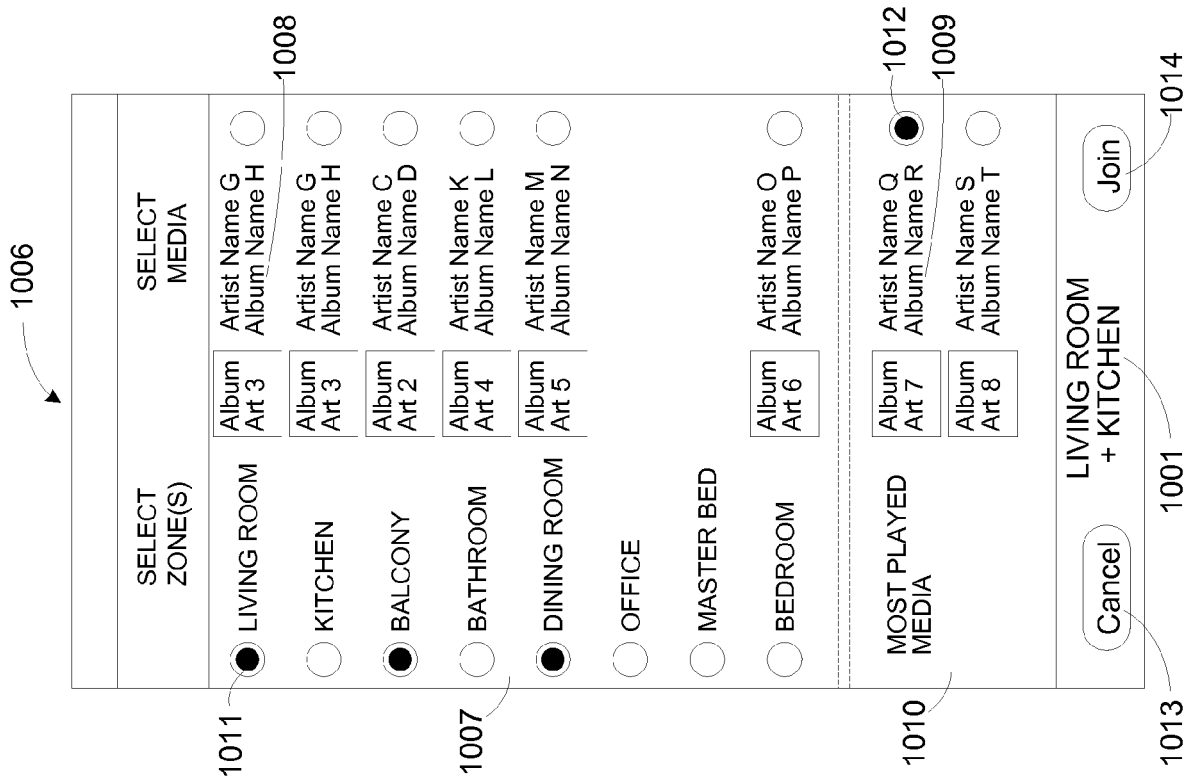 1006
SELECT
ZONE(S)
SELECT
MEDIA
1011
LIVING ROOM
Album
Art 3
Artist Name G
Album Name H
1008
KITCHEN
Album
Art 3
Artist Name G
Album Name H
BALCONY
Album
Art 2
Artist Name C
Album Name D
BATHROOM
Album
Art 4
Artist Name K
Album Name L
1007
DINING ROOM
Album
Art 5
Artist Name M
Album Name N
OFFICE
MASTER BED
BEDROOM
Album
Art 6
Artist Name O
Album Name P
1010
MOST PLAYED
MEDIA
Album
Art 7
Artist Name Q
Album Name R
1012
1009
Album
Art 8
Artist Name S
Album Name T
Cancel
LIVING ROOM
+ KITCHEN
Join
1013
1001
1014